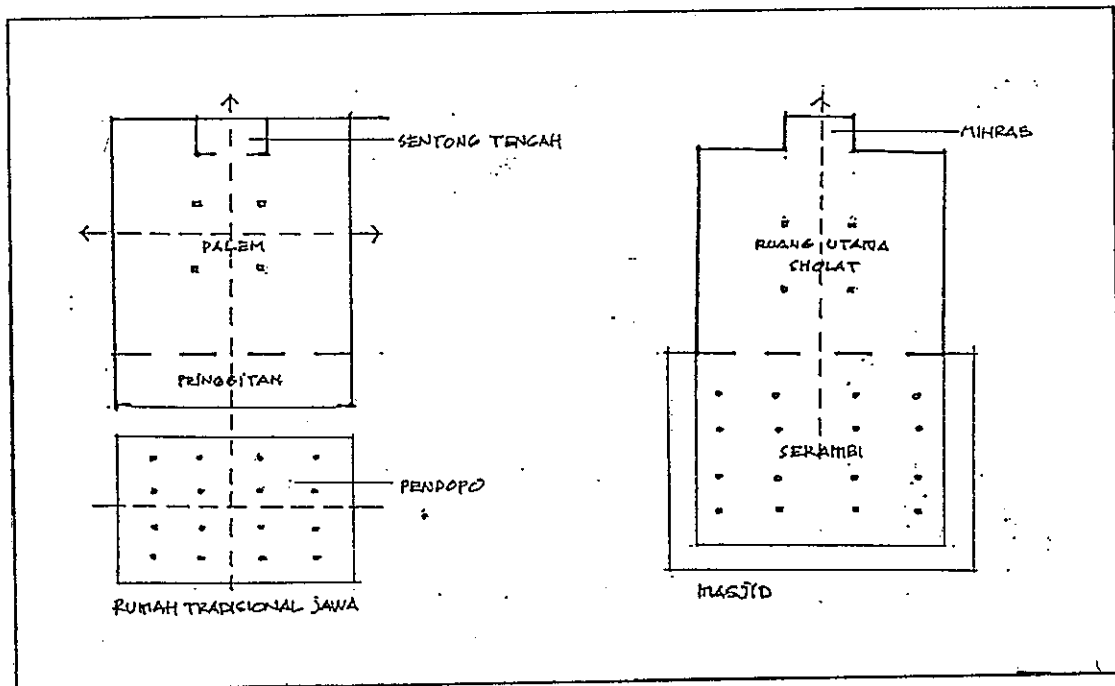 SENTONG TENGAH
DALEM
PRINGGITAN
PENDOPO
RUMAH TRADISIONAL JAWA
MIHRAB
RUANG UTAMA
SHOLAT
SERAMBI
MASJID